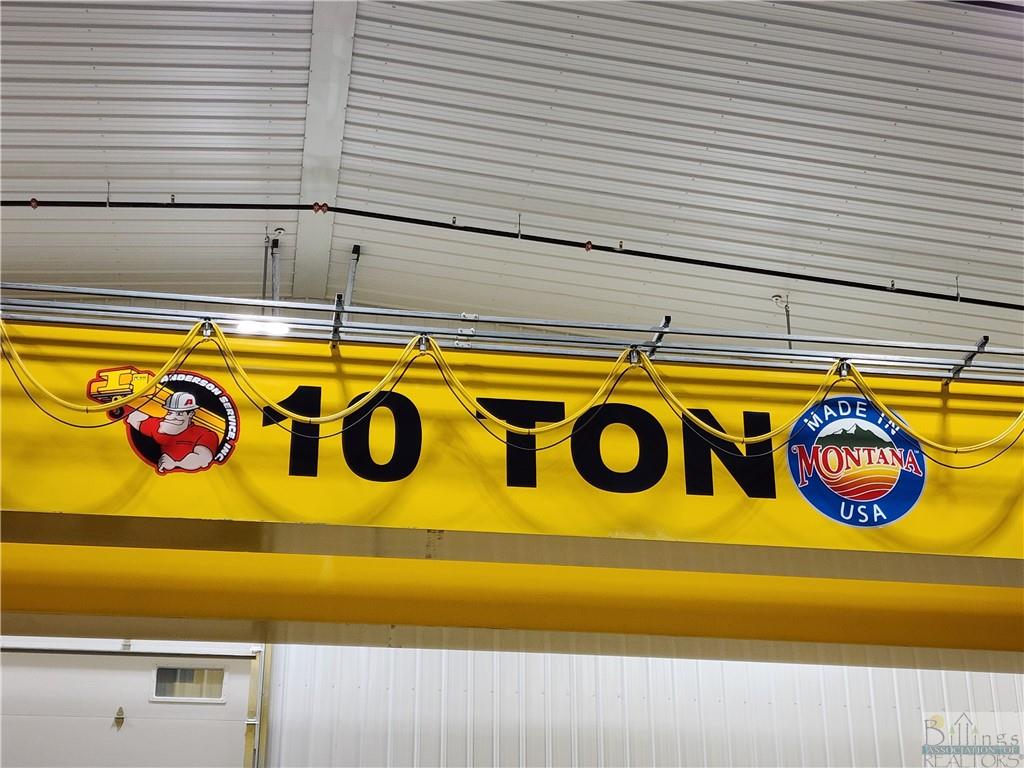 ANDERSON SERVICE, INC
10 TON
MADE IN
MONTANA
USA
Billings
ASSOCIATION OF
REALTORS